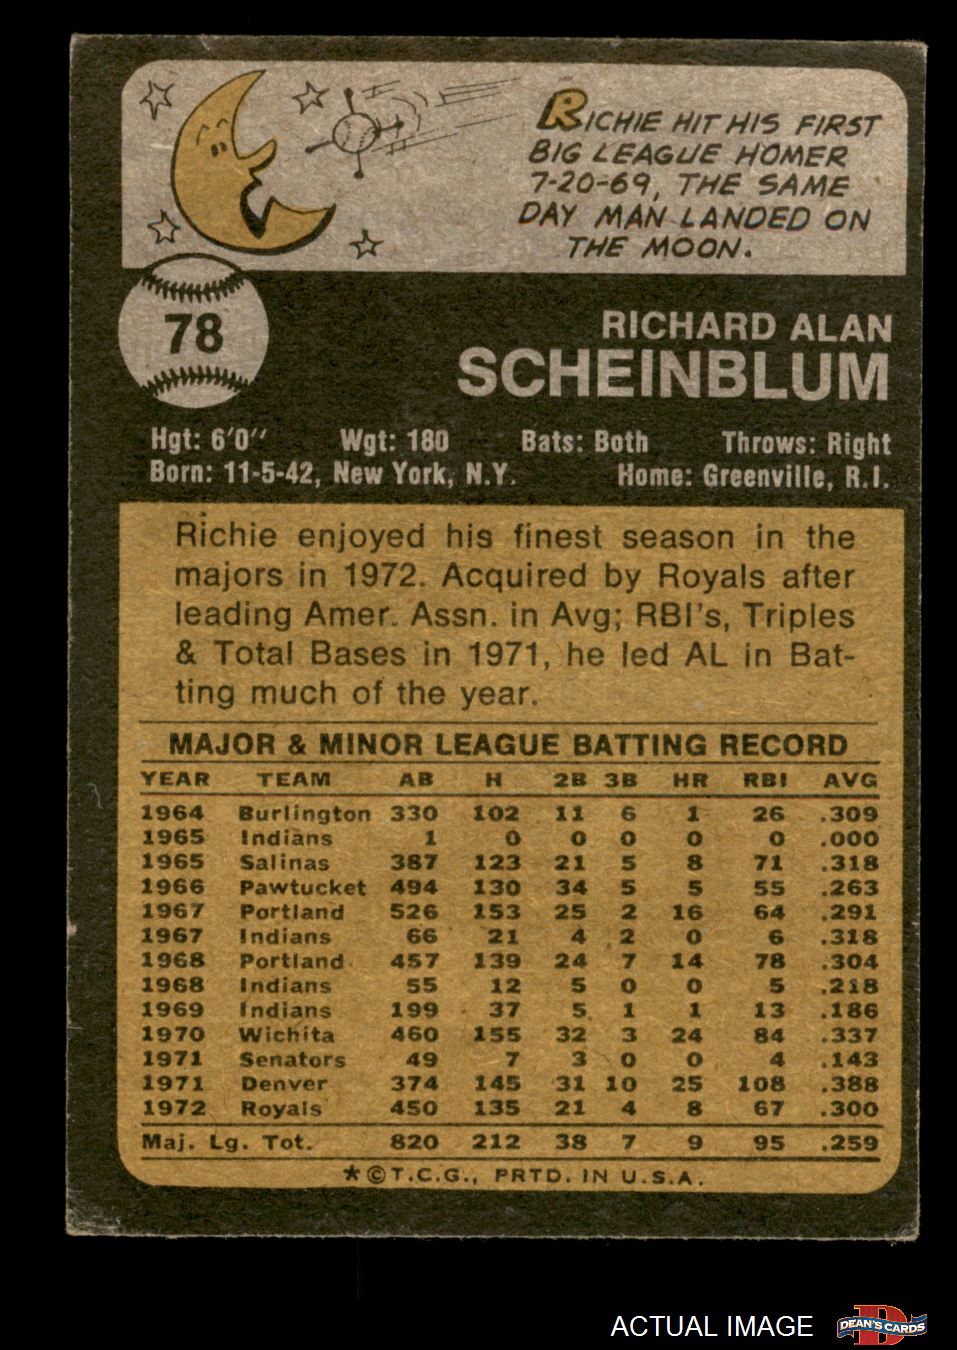 RICHIE HIT HIS FIRST
BIG LEAGUE HOMER
7-20-69, THE SAME
DAY MAN LANDED ON
THE MOON.
78
RICHARD ALAN
SCHEINBLUM
Hgt: 6'0" Wgt: 180 Bats: Both Throws: Right
Born: 11-5-42, New York, N.Y. Home: Greenville, R.I.
Richie enjoyed his finest season in the
majors in 1972. Acquired by Royals after
leading Amer. Assn. in Avg; RBI's, Triples
& Total Bases in 1971, he led AL in Bat-
ting much of the year.
MAJOR & MINOR LEAGUE BATTING RECORD
YEAR TEAM AB H 2B 3B HR RBI AVG
1964 Burlington 330 102 11 6 1 26 .309
1965 Indians 1 0 0 0 0 0 .000
1965 Salinas 387 123 21 5 8 71 .318
1966 Pawtucket 494 130 34 5 5 55 .263
1967 Portland 526 153 25 2 16 64 .291
1967 Indians 66 21 4 2 0 6 .318
1968 Portland 457 139 24 7 14 78 .304
1968 Indians 55 12 5 0 0 5 .218
1969 Indians 199 37 5 1 1 13 .186
1970 Wichita 460 155 32 3 24 84 .337
1971 Senators 49 7 3 0 0 4 .143
1971 Denver 374 145 31 10 25 108 .388
1972 Royals 450 135 21 4 8 67 .300
Maj. Lg. Tot. 820 212 38 7 9 95 .259
*©T.C.G., PRTD. IN U.S.A.
ACTUAL IMAGE
D
DEAN'S CARDS